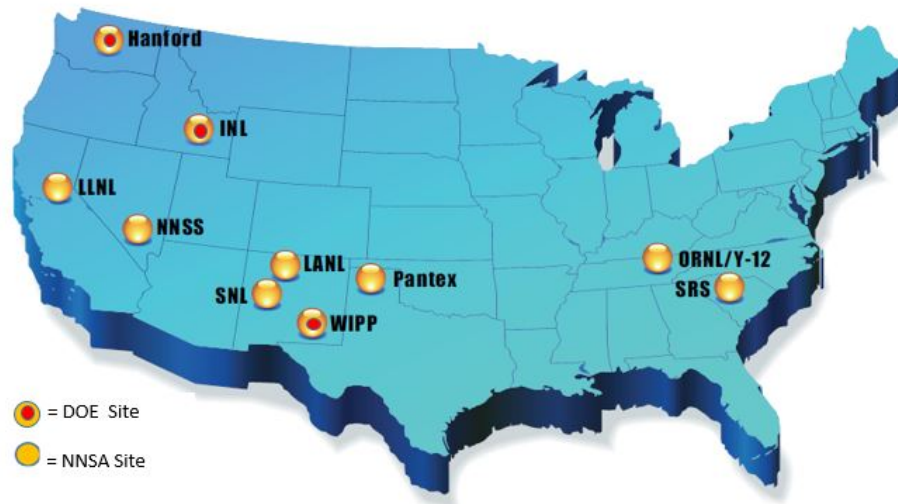 Hanford
INL
LLNL
NNSS
LANL
Pantex
SNL
WIPP
ORNL/Y-12
SRS
= DOE Site
= NNSA Site